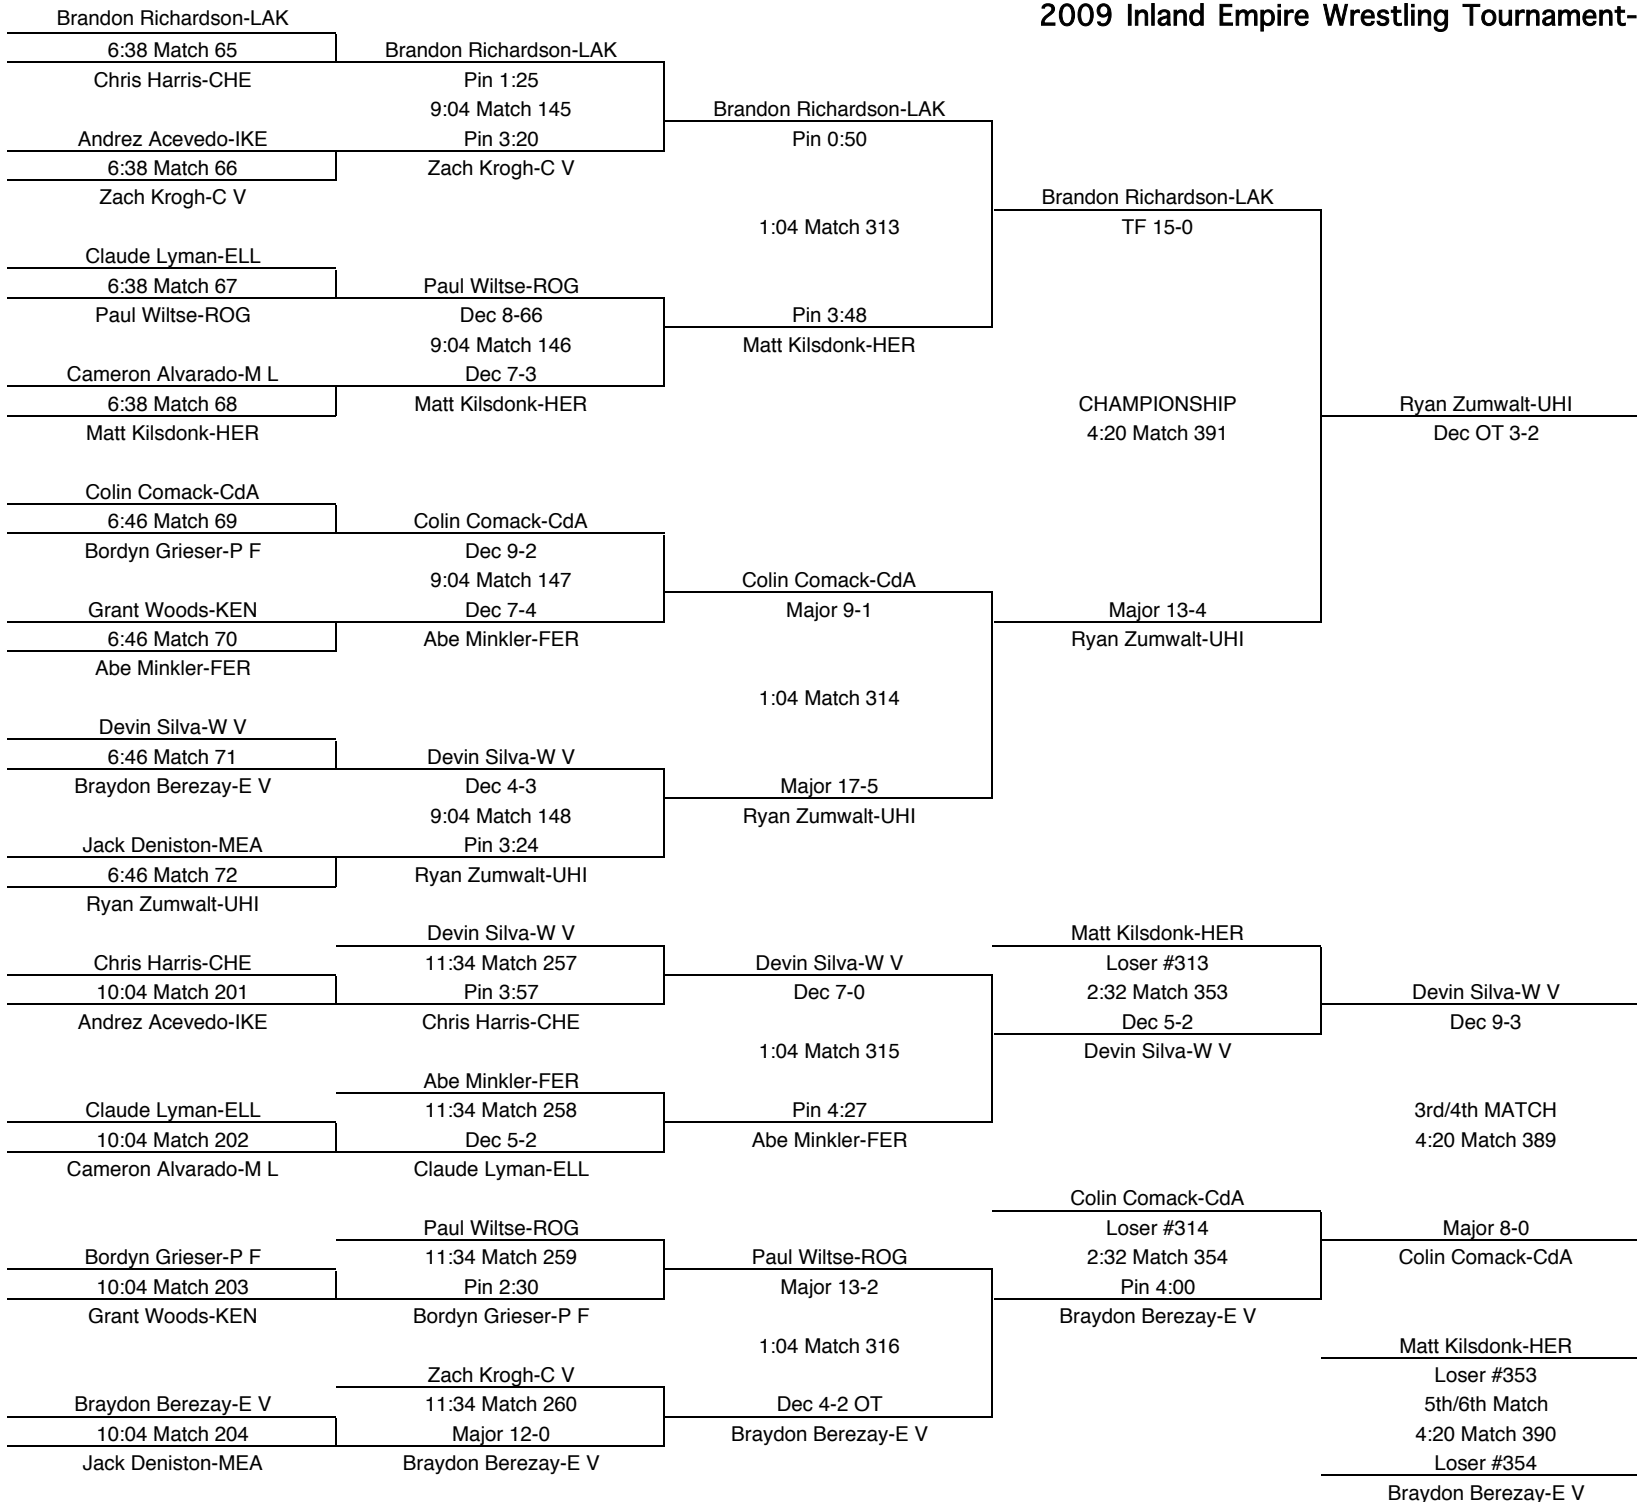 2009 Inland Empire Wrestling Tournament-
Brandon Richardson-LAK
6:38 Match 65
Chris Harris-CHE
Andrez Acevedo-IKE
6:38 Match 66
Zach Krogh-C V
Claude Lyman-ELL
6:38 Match 67
Paul Wiltse-ROG
Cameron Alvarado-M L
6:38 Match 68
Matt Kilsdonk-HER
Colin Comack-CdA
6:46 Match 69
Bordyn Grieser-P F
Grant Woods-KEN
6:46 Match 70
Abe Minkler-FER
Devin Silva-W V
6:46 Match 71
Braydon Berezay-E V
Jack Deniston-MEA
6:46 Match 72
Ryan Zumwalt-UHI
Brandon Richardson-LAK
Pin 1:25
9:04 Match 145
Pin 3:20
Zach Krogh-C V
Paul Wiltse-ROG
Dec 8-66
9:04 Match 146
Dec 7-3
Matt Kilsdonk-HER
Colin Comack-CdA
Dec 9-2
9:04 Match 147
Dec 7-4
Abe Minkler-FER
Devin Silva-W V
Dec 4-3
9:04 Match 148
Pin 3:24
Ryan Zumwalt-UHI
Brandon Richardson-LAK
Pin 0:50
1:04 Match 313
Pin 3:48
Matt Kilsdonk-HER
Colin Comack-CdA
Major 9-1
1:04 Match 314
Major 17-5
Ryan Zumwalt-UHI
Brandon Richardson-LAK
TF 15-0
CHAMPIONSHIP
4:20 Match 391
Major 13-4
Ryan Zumwalt-UHI
Ryan Zumwalt-UHI
Dec OT 3-2
Chris Harris-CHE
10:04 Match 201
Andrez Acevedo-IKE
Claude Lyman-ELL
10:04 Match 202
Cameron Alvarado-M L
Bordyn Grieser-P F
10:04 Match 203
Grant Woods-KEN
Braydon Berezay-E V
10:04 Match 204
Jack Deniston-MEA
Devin Silva-W V
11:34 Match 257
Pin 3:57
Chris Harris-CHE
Abe Minkler-FER
11:34 Match 258
Dec 5-2
Claude Lyman-ELL
Paul Wiltse-ROG
11:34 Match 259
Pin 2:30
Bordyn Grieser-P F
Zach Krogh-C V
11:34 Match 260
Major 12-0
Braydon Berezay-E V
Devin Silva-W V
Dec 7-0
1:04 Match 315
Pin 4:27
Abe Minkler-FER
Paul Wiltse-ROG
Major 13-2
1:04 Match 316
Dec 4-2 OT
Braydon Berezay-E V
Matt Kilsdonk-HER
Loser #313
2:32 Match 353
Dec 5-2
Devin Silva-W V
Colin Comack-CdA
Loser #314
2:32 Match 354
Pin 4:00
Braydon Berezay-E V
Devin Silva-W V
Dec 9-3
3rd/4th MATCH
4:20 Match 389
Major 8-0
Colin Comack-CdA
Matt Kilsdonk-HER
Loser #353
5th/6th Match
4:20 Match 390
Loser #354
Braydon Berezay-E V